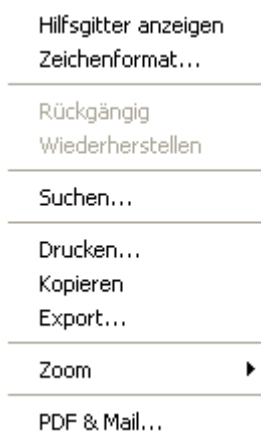 Hilfsgitter anzeigen
Zeichenformat...
Rückgängig
Wiederherstellen
Suchen...
Drucken...
Kopieren
Export...
Zoom
PDF & Mail...